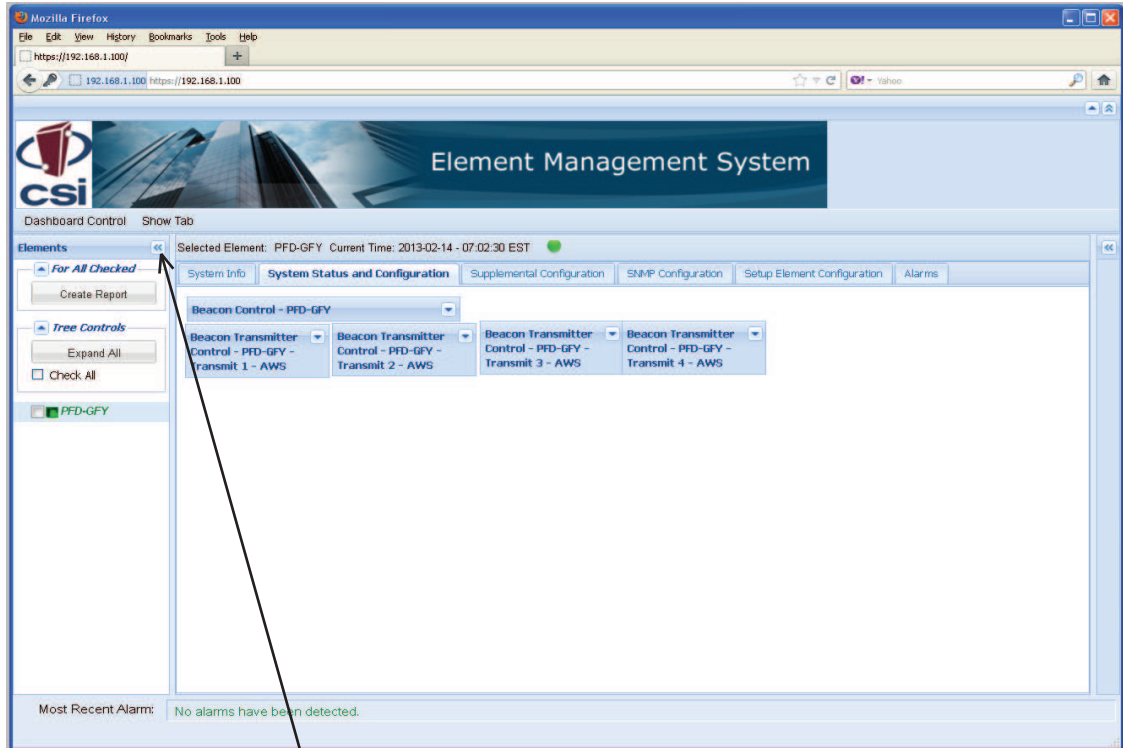 Mozilla Firefox
File Edit View History Bookmarks Tools Help
https://192.168.1.100/
192.168.1.100 https://192.168.1.100
Yahoo
csi
Element Management System
Dashboard Control Show Tab
Elements
Selected Element: PFD-GFY Current Time: 2013-02-14 - 07:02:30 EST
For All Checked
Create Report
Tree Controls
Expand All
Check All
PFD-GFY
System Info System Status and Configuration Supplemental Configuration SNMP Configuration Setup Element Configuration Alarms
Beacon Control - PFD-GFY
Beacon Transmitter
Control - PFD-GFY -
Transmit 1 - AWS
Beacon Transmitter
Control - PFD-GFY -
Transmit 2 - AWS
Beacon Transmitter
Control - PFD-GFY -
Transmit 3 - AWS
Beacon Transmitter
Control - PFD-GFY -
Transmit 4 - AWS
Most Recent Alarm: No alarms have been detected.